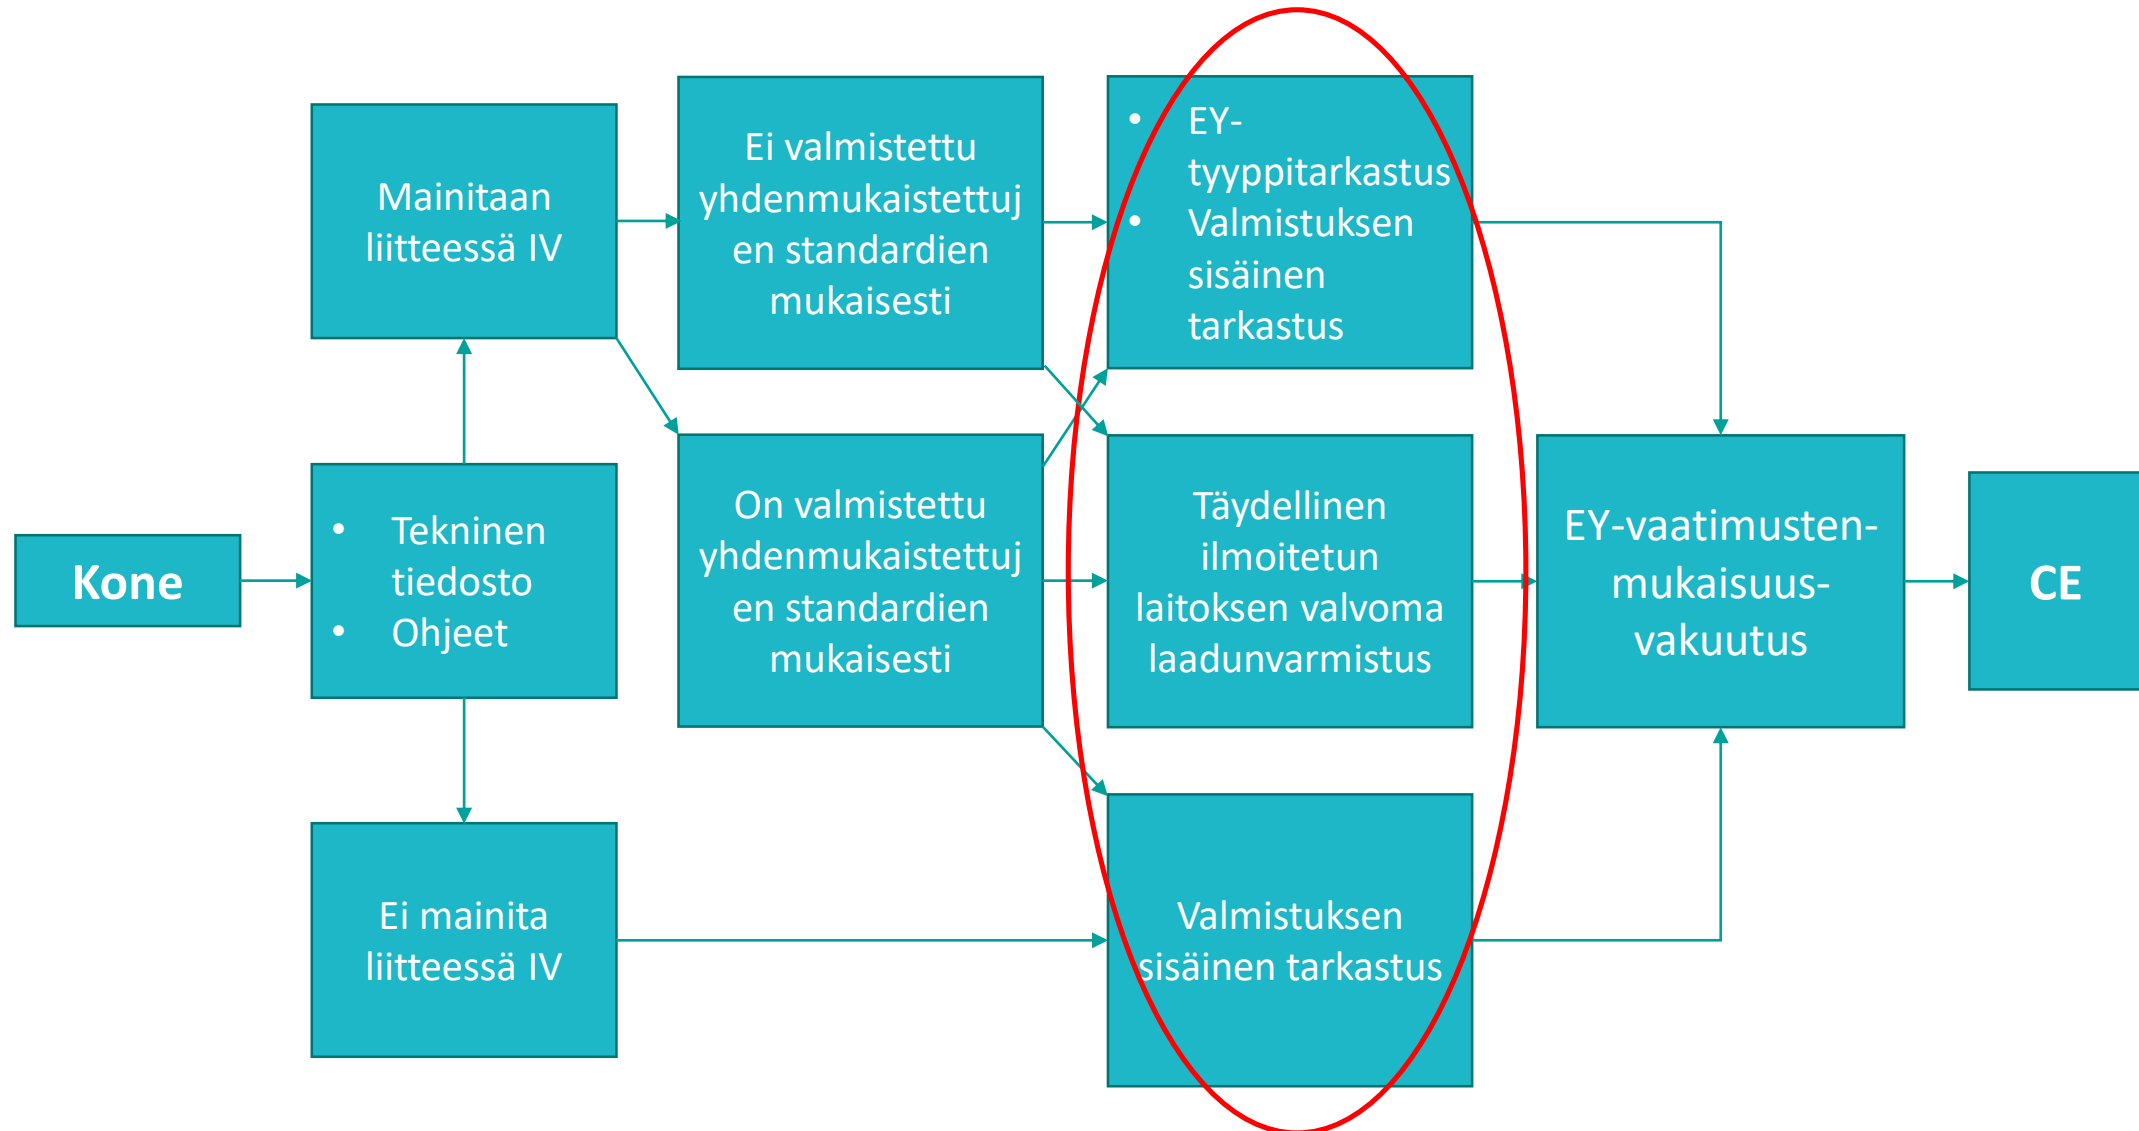 Kone
• Tekninen
tiedosto
• Ohjeet
Mainitaan
liitteessä IV
Ei mainita
liitteessä IV
Ei valmistettu
yhdenmukaistettuj
en standardien
mukaisesti
On valmistettu
yhdenmukaistettuj
en standardien
mukaisesti
• EY-
tyyppitarkastus
• Valmistuksen
sisäinen
tarkastus
Täydellinen
ilmoitetun
laitoksen valvoma
laadunvarmistus
Valmistuksen
sisäinen tarkastus
EY-vaatimusten-
mukaisuus-
vakuutus
CE